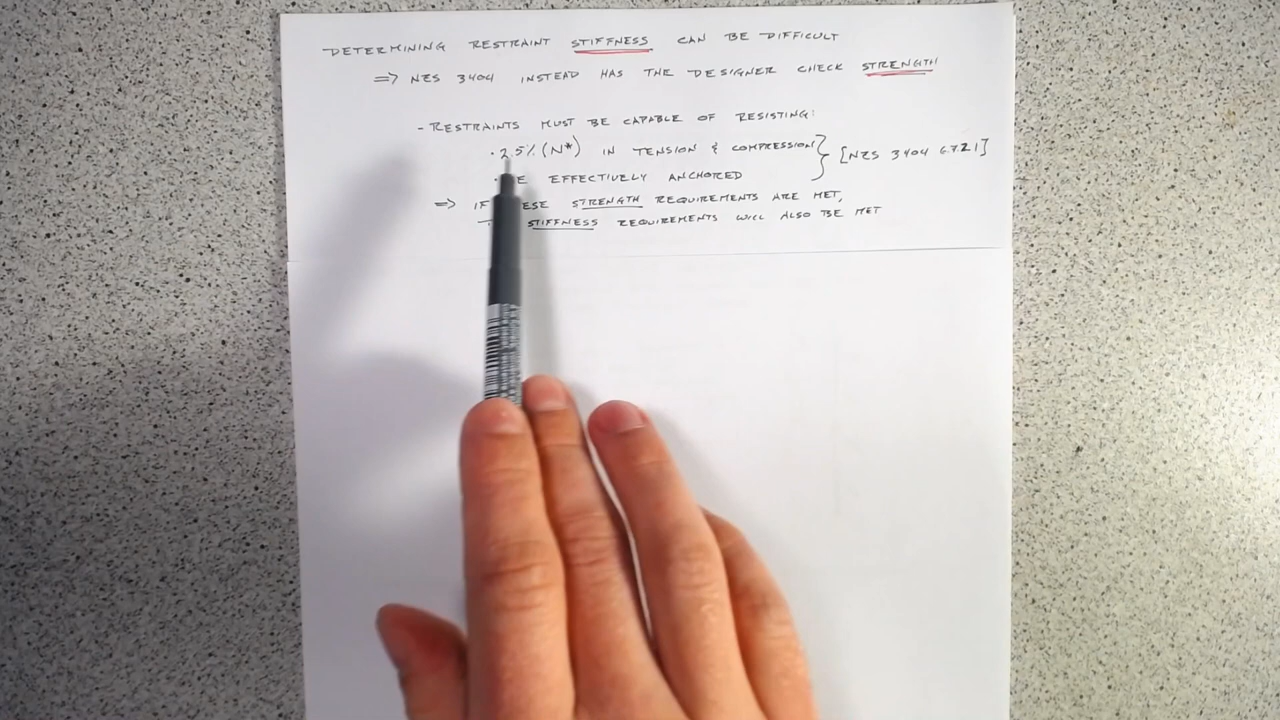 DETERMINING RESTRAINT STIFFNESS CAN BE DIFFICULT
⇒ NZS 3404 INSTEAD HAS THE DESIGNER CHECK STRENGTH
- RESTRAINTS MUST BE CAPABLE OF RESISTING:
· 2.5% (N*) IN TENSION & COMPRESSION } [NZS 3404 6.7.2.1]
EFFECTIVELY ANCHORED
⇒ IF STRENGTH REQUIREMENTS ARE MET,
STIFFNESS REQUIREMENTS WILL ALSO BE MET